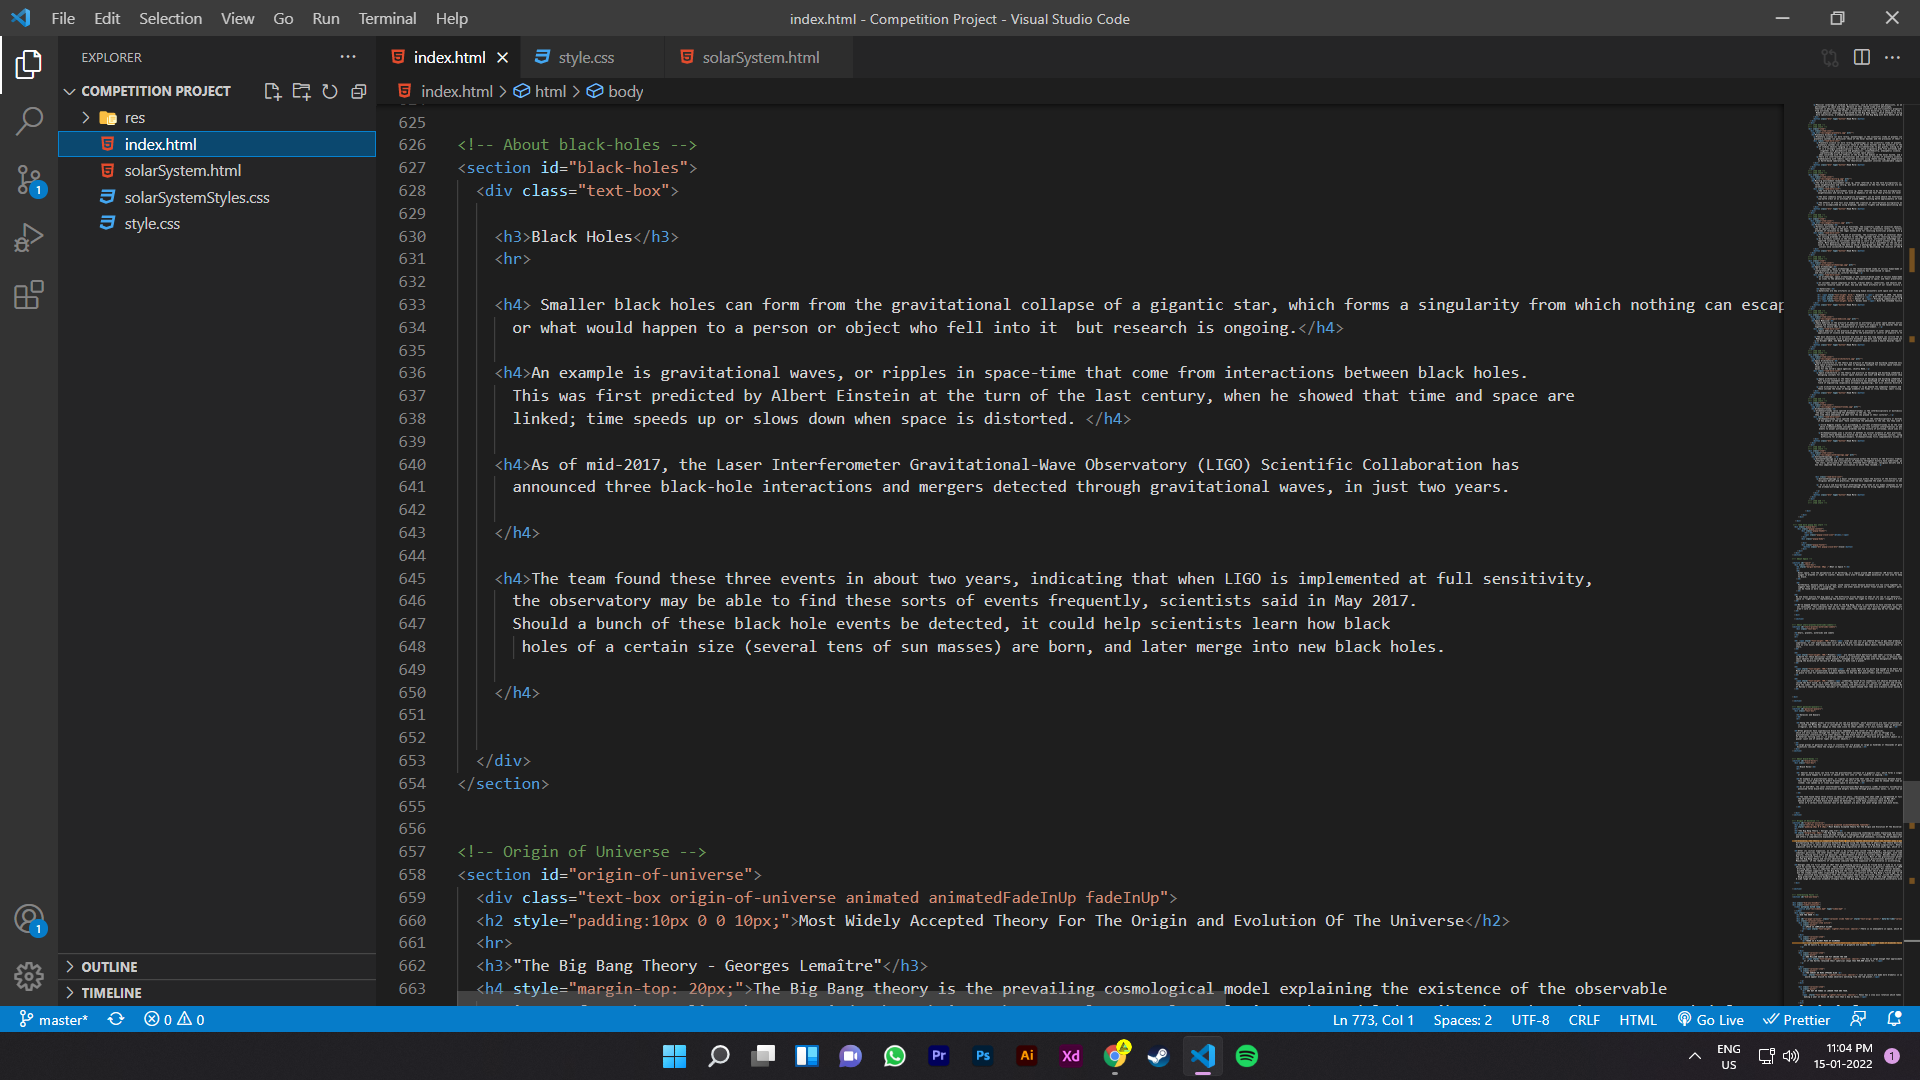 File Edit Selection View Go Run Terminal Help
index.html - Competition Project - Visual Studio Code
EXPLORER
COMPETITION PROJECT
res
index.html
solarSystem.html
solarSystemStyles.css
style.css
OUTLINE
TIMELINE
index.html style.css solarSystem.html
index.html > html > body
625
626 <!-- About black-holes -->
627 <section id="black-holes">
628 <div class="text-box">
629
630 <h3>Black Holes</h3>
631 <hr>
632
633 <h4> Smaller black holes can form from the gravitational collapse of a gigantic star, which forms a singularity from which nothing can escap
634 or what would happen to a person or object who fell into it  but research is ongoing.</h4>
635
636 <h4>An example is gravitational waves, or ripples in space-time that come from interactions between black holes.
637 This was first predicted by Albert Einstein at the turn of the last century, when he showed that time and space are
638 linked; time speeds up or slows down when space is distorted. </h4>
639
640 <h4>As of mid-2017, the Laser Interferometer Gravitational-Wave Observatory (LIGO) Scientific Collaboration has
641 announced three black-hole interactions and mergers detected through gravitational waves, in just two years.
642
643 </h4>
644
645 <h4>The team found these three events in about two years, indicating that when LIGO is implemented at full sensitivity,
646 the observatory may be able to find these sorts of events frequently, scientists said in May 2017.
647 Should a bunch of these black hole events be detected, it could help scientists learn how black
648 holes of a certain size (several tens of sun masses) are born, and later merge into new black holes.
649
650 </h4>
651
652
653 </div>
654 </section>
655
656
657 <!-- Origin of Universe -->
658 <section id="origin-of-universe">
659 <div class="text-box origin-of-universe animated animatedFadeInUp fadeInUp">
660 <h2 style="padding:10px 0 0 10px;">Most Widely Accepted Theory For The Origin and Evolution Of The Universe</h2>
661 <hr>
662 <h3>"The Big Bang Theory - Georges Lemaître"</h3>
663 <h4 style="margin-top: 20px;">The Big Bang theory is the prevailing cosmological model explaining the existence of the observable
master* 0 0 Ln 773, Col 1 Spaces: 2 UTF-8 CRLF HTML Go Live Prettier
1
1
Pr Ps Ai Xd
ENG
US
11:04 PM
15-01-2022
1